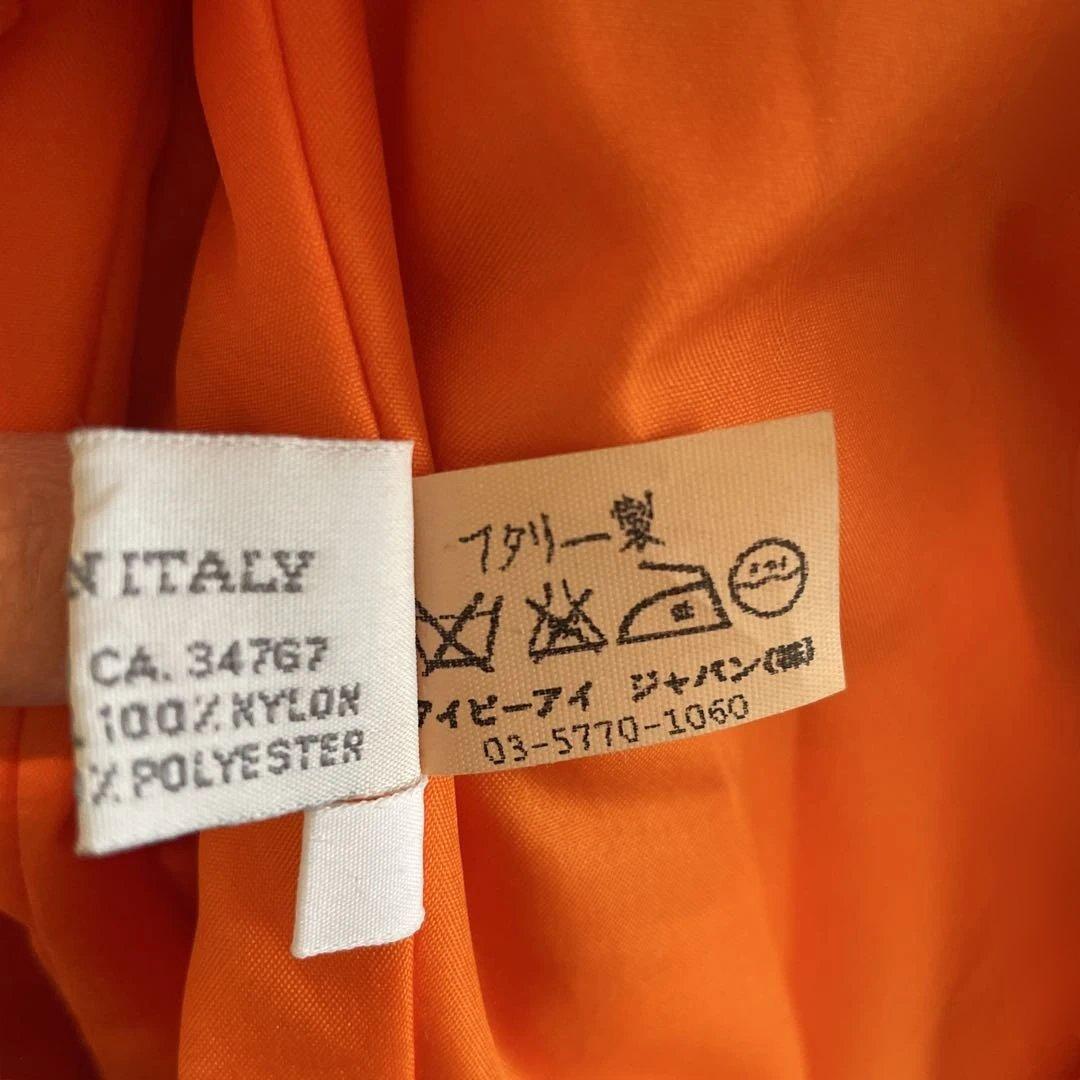 N ITALY
CA. 34767
100% NYLON
% POLYESTER
イタリー製
アイピーアイ ジャパン(株)
03-5770-1060